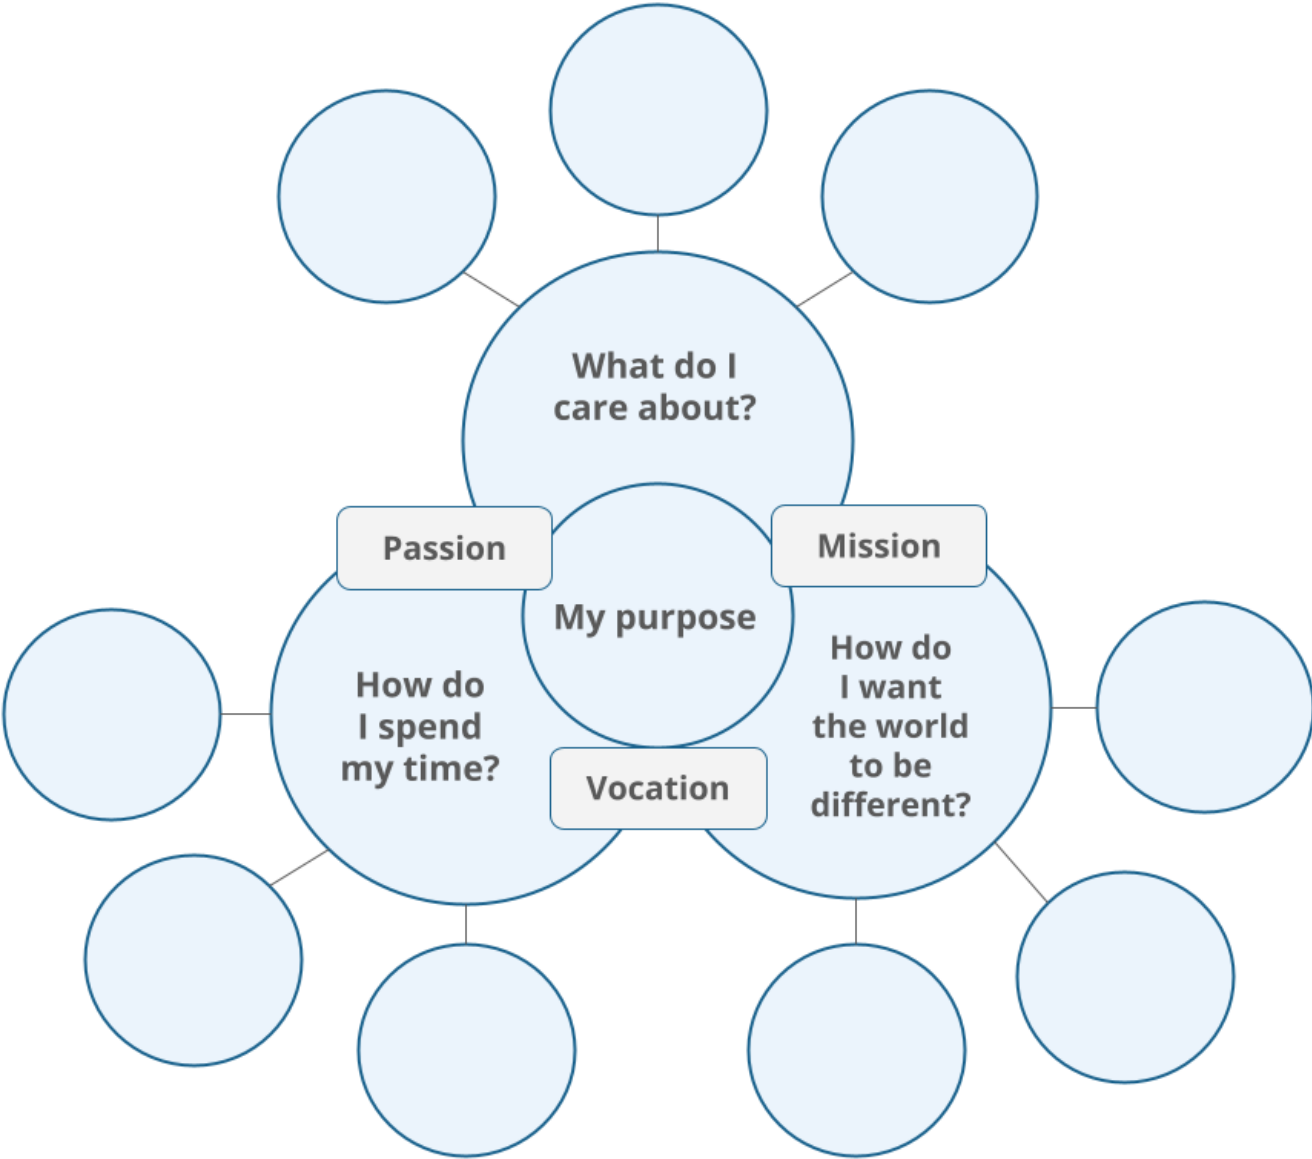 What do I
care about?
Passion
Mission
My purpose
How do
I spend
my time?
How do
I want
the world
to be
different?
Vocation